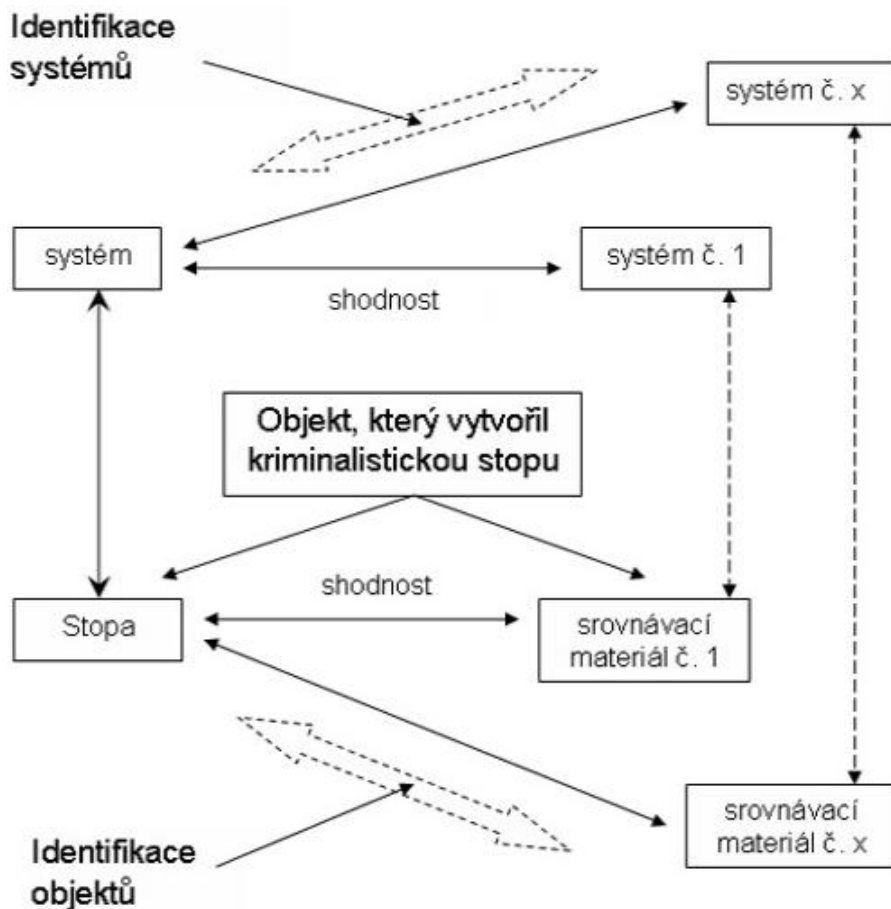 Identifikace
systémů
systém č. x
systém
systém č. 1
shodnost
Objekt, který vytvořil
kriminalistickou stopu
shodnost
Stopa
srovnávací
materiál č. 1
srovnávací
materiál č. x
Identifikace
objektů